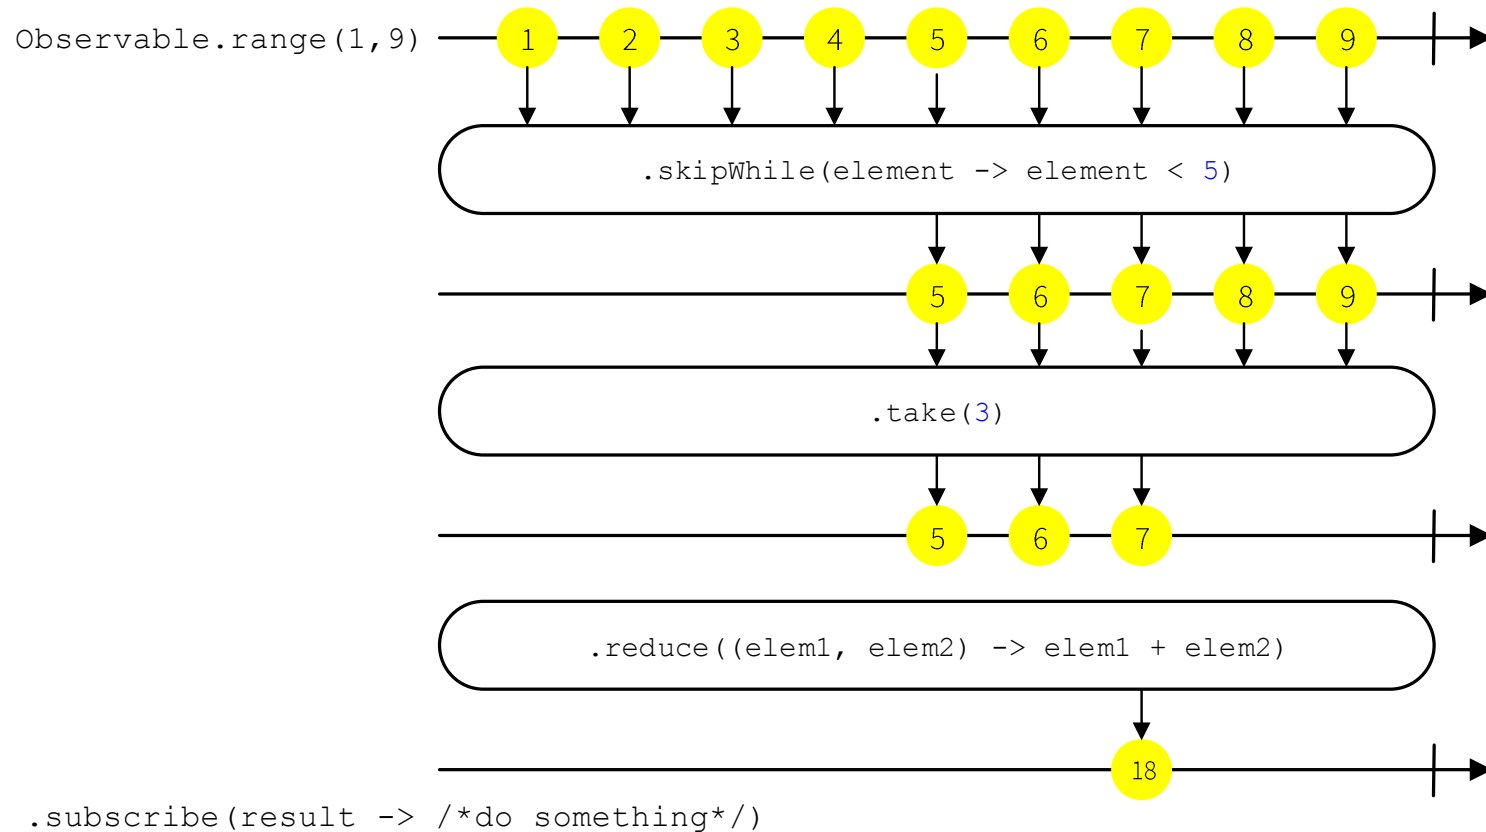 Observable.range(1,9) 1 2 3 4 5 6 7 8 9
.skipWhile(element -> element < 5)
5 6 7 8 9
.take(3)
5 6 7
.reduce((elem1, elem2) -> elem1 + elem2)
18
.subscribe(result -> /*do something*/)